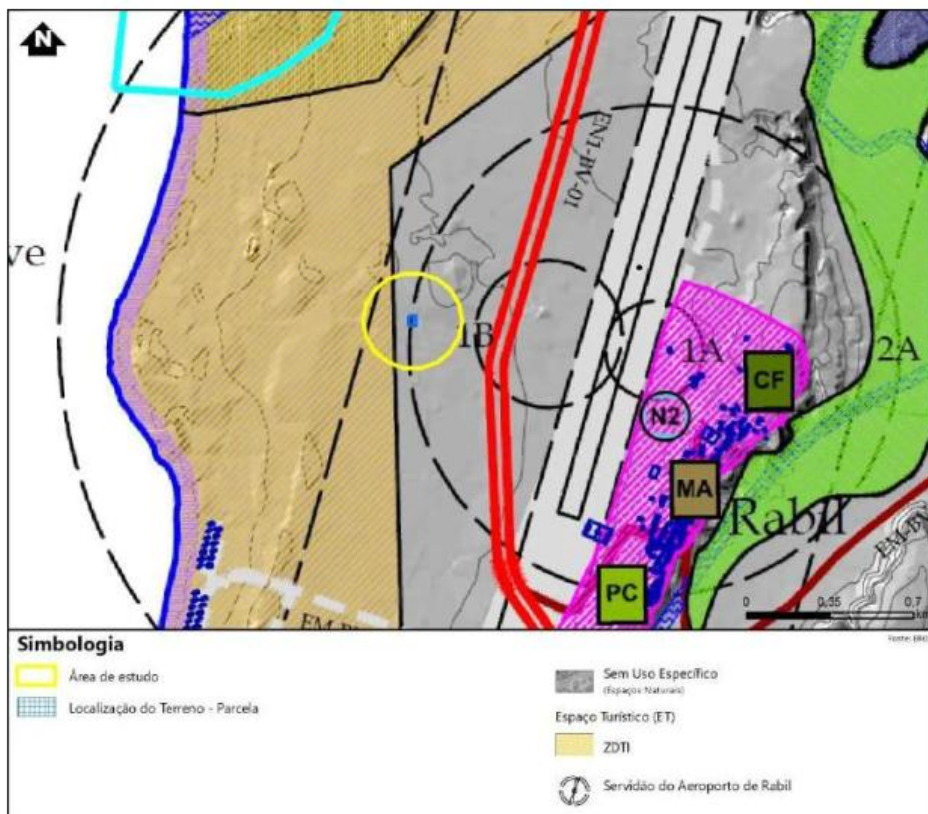 N
ve
EN1-BV-01
1B
1A
2A
CF
N2
MA
Rabil
PC
0 0,35 0,7
Simbologia
Área de estudo
Localização do Terreno - Parcela
Sem Uso Específico
(Espaços Naturais)
Espaço Turístico (ET)
ZDTI
Servidão do Aeroporto de Rabil